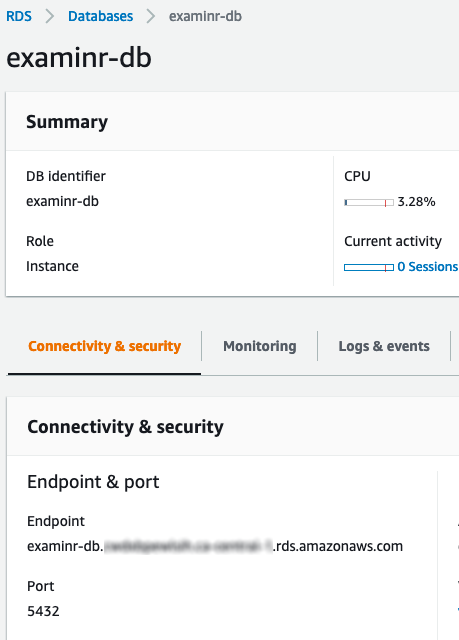 RDS > Databases > examinr-db
examinr-db
Summary
DB identifier
examinr-db
CPU
3.28%
Role
Instance
Current activity
0 Sessions
Connectivity & security
Monitoring
Logs & events
Connectivity & security
Endpoint & port
Endpoint
examinr-db. .rds.amazonaws.com
Port
5432